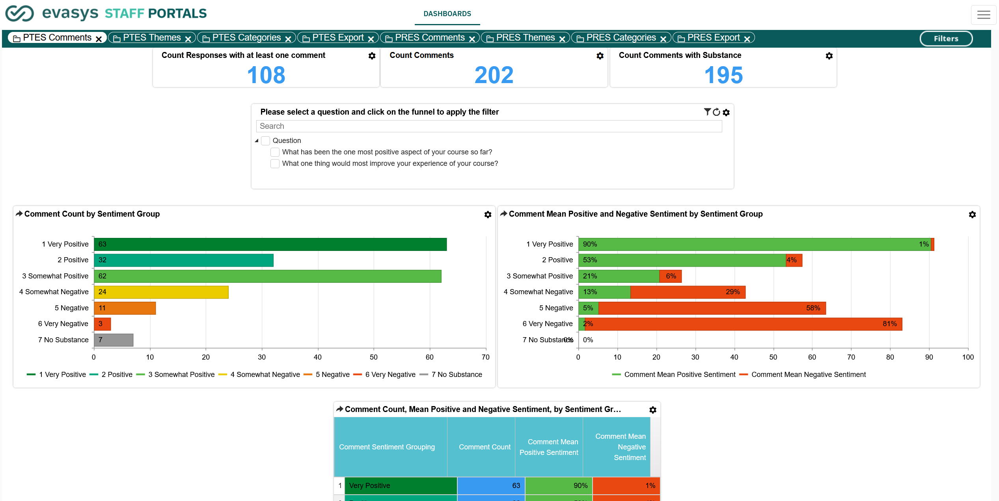 evasys STAFF PORTALS
DASHBOARDS
PTES Comments
PTES Themes
PTES Categories
PTES Export
PRES Comments
PRES Themes
PRES Categories
PRES Export
Filters
Count Responses with at least one comment
108
Count Comments
202
Count Comments with Substance
195
Please select a question and click on the funnel to apply the filter
Search
Question
What has been the one most positive aspect of your course so far?
What one thing would most improve your experience of your course?
Comment Count by Sentiment Group
1 Very Positive 63
2 Positive 32
3 Somewhat Positive 62
4 Somewhat Negative 24
5 Negative 11
6 Very Negative 3
7 No Substance 7
0 10 20 30 40 50 60 70
1 Very Positive 2 Positive 3 Somewhat Positive 4 Somewhat Negative 5 Negative 6 Very Negative 7 No Substance
Comment Mean Positive and Negative Sentiment by Sentiment Group
1 Very Positive 90% 1%
2 Positive 53% 4%
3 Somewhat Positive 21% 6%
4 Somewhat Negative 13% 29%
5 Negative 5% 58%
6 Very Negative 2% 81%
7 No Substance 0% 0%
0 10 20 30 40 50 60 70 80 90 100
Comment Mean Positive Sentiment Comment Mean Negative Sentiment
Comment Count, Mean Positive and Negative Sentiment, by Sentiment Gr...
Comment Sentiment Grouping
Comment Count
Comment Mean
Positive Sentiment
Comment Mean
Negative
Sentiment
1 Very Positive 63 90% 1%